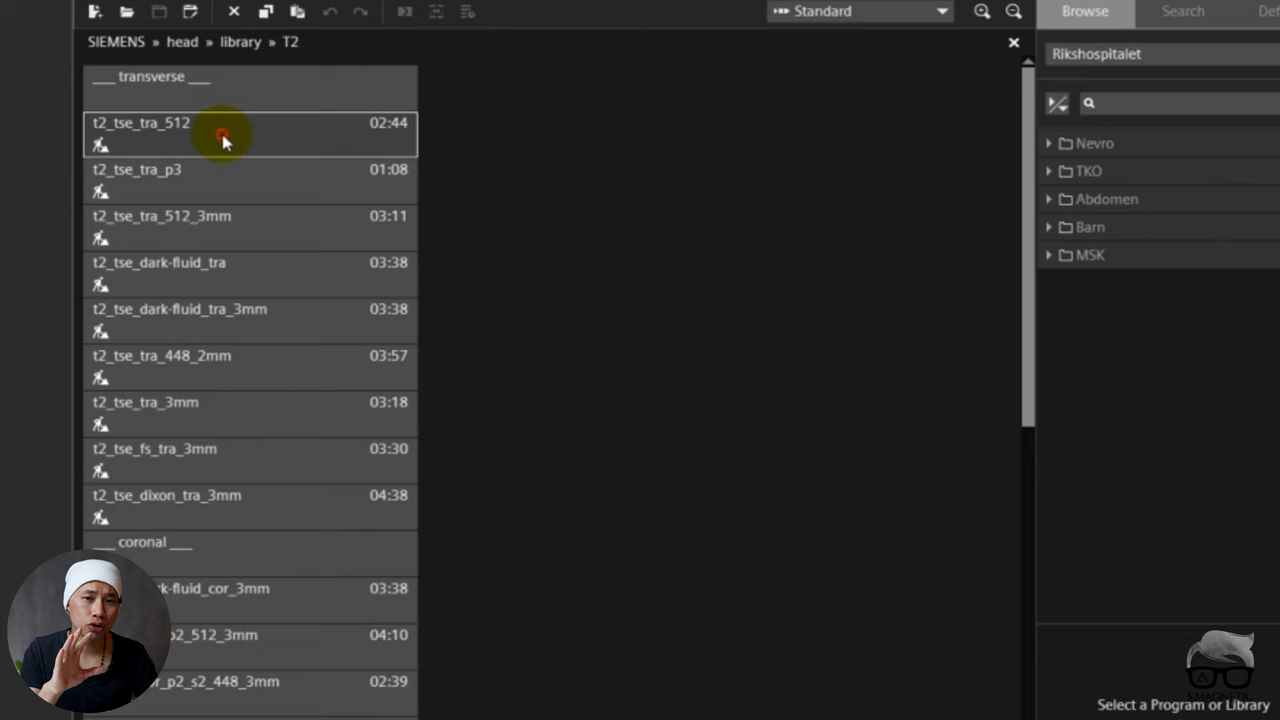 Standard
Browse
Search
SIEMENS » head » library » T2
Rikshospitalet
___ transverse ___
t2_tse_tra_512 02:44
t2_tse_tra_p3 01:08
t2_tse_tra_512_3mm 03:11
t2_tse_dark-fluid_tra 03:38
t2_tse_dark-fluid_tra_3mm 03:38
t2_tse_tra_448_2mm 03:57
t2_tse_tra_3mm 03:18
t2_tse_fs_tra_3mm 03:30
t2_tse_dixon_tra_3mm 04:38
___ coronal ___
k-fluid_cor_3mm 03:38
p2_512_3mm 04:10
r_p2_s2_448_3mm 02:39
Nevro
TKO
Abdomen
Barn
MSK
S.MAGNETIC
Select a Program or Library